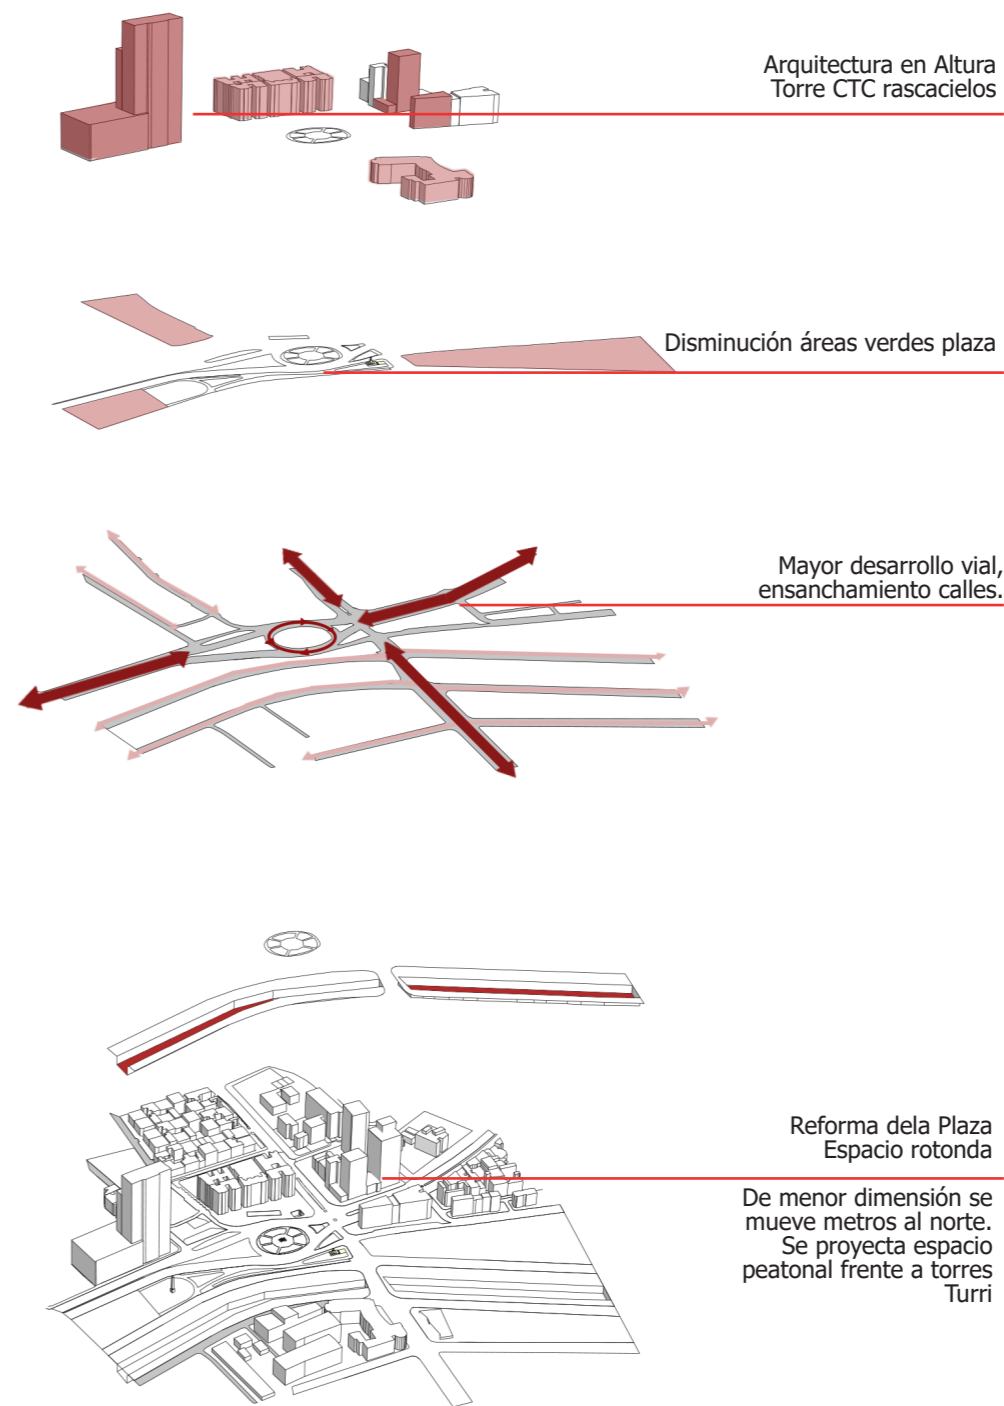 Arquitectura en Altura
Torre CTC rascacielos
Disminución áreas verdes plaza
Mayor desarrollo vial,
ensanchamiento calles.
Reforma dela Plaza
Espacio rotonda
De menor dimensión se
mueve metros al norte.
Se proyecta espacio
peatonal frente a torres
Turri